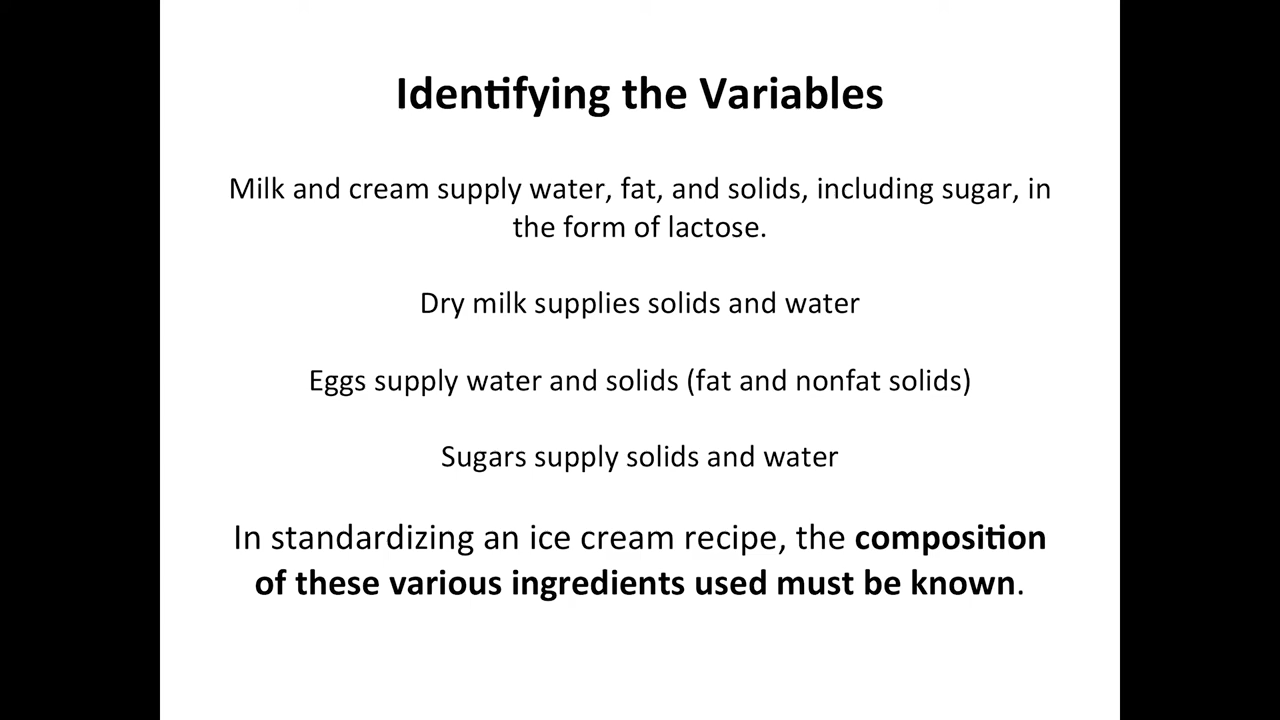 Identifying the Variables
Milk and cream supply water, fat, and solids, including sugar, in
the form of lactose.
Dry milk supplies solids and water
Eggs supply water and solids (fat and nonfat solids)
Sugars supply solids and water
In standardizing an ice cream recipe, the composition
of these various ingredients used must be known.